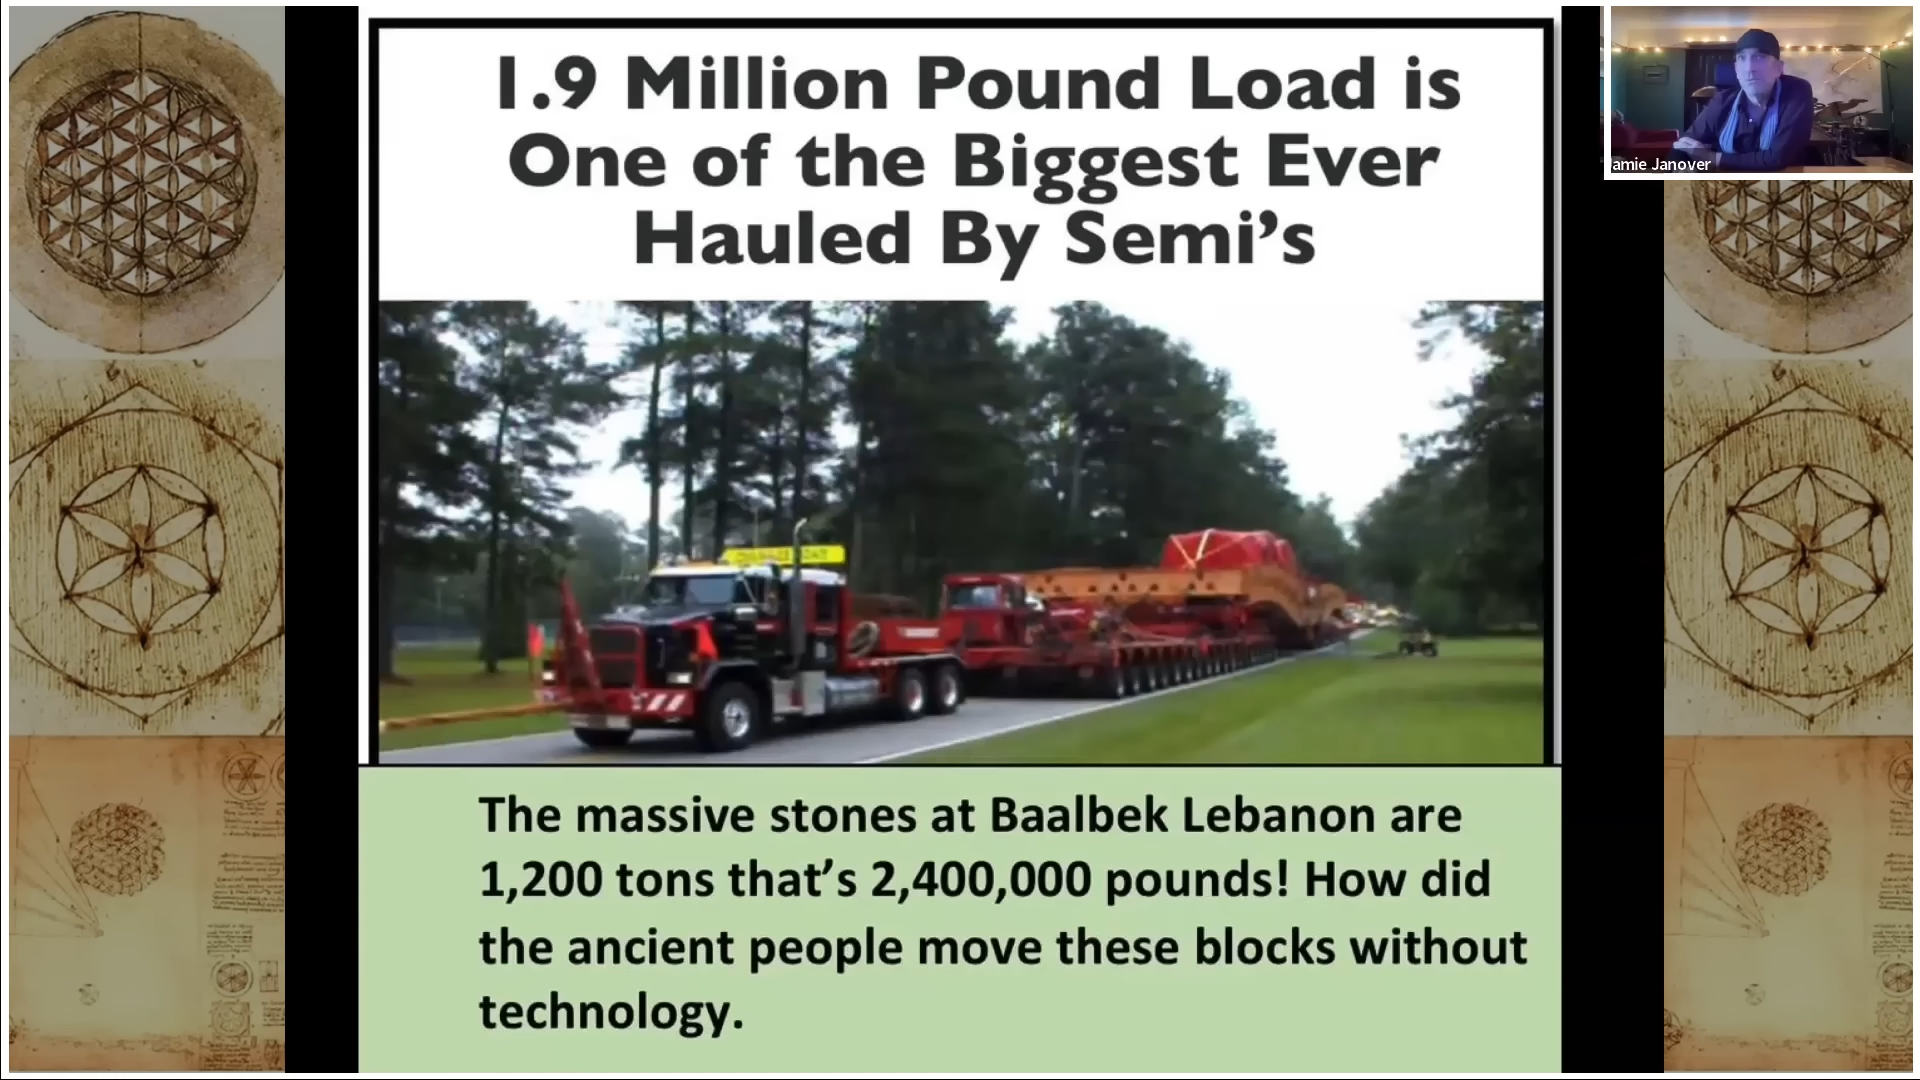 1.9 Million Pound Load is
One of the Biggest Ever
Hauled By Semi's
amie Janover
The massive stones at Baalbek Lebanon are
1,200 tons that's 2,400,000 pounds! How did
the ancient people move these blocks without
technology.